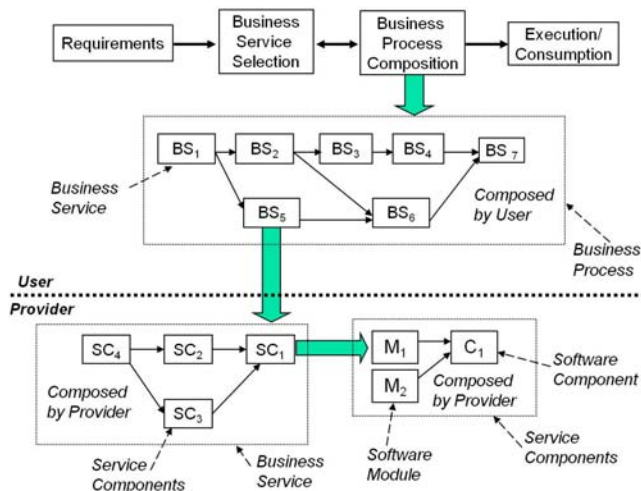 Requirements
Business
Service
Selection
Business
Process
Composition
Execution/
Consumption
BS1
BS2
BS3
BS4
BS 7
Business
Service
BS5
BS6
Composed
by User
Business
Process
User
Provider
SC4
SC2
SC1
Composed
by Provider
SC3
Service
Components
Business
Service
M1
C1
M2
Composed
by Provider
Software
Component
Software
Module
Service
Components